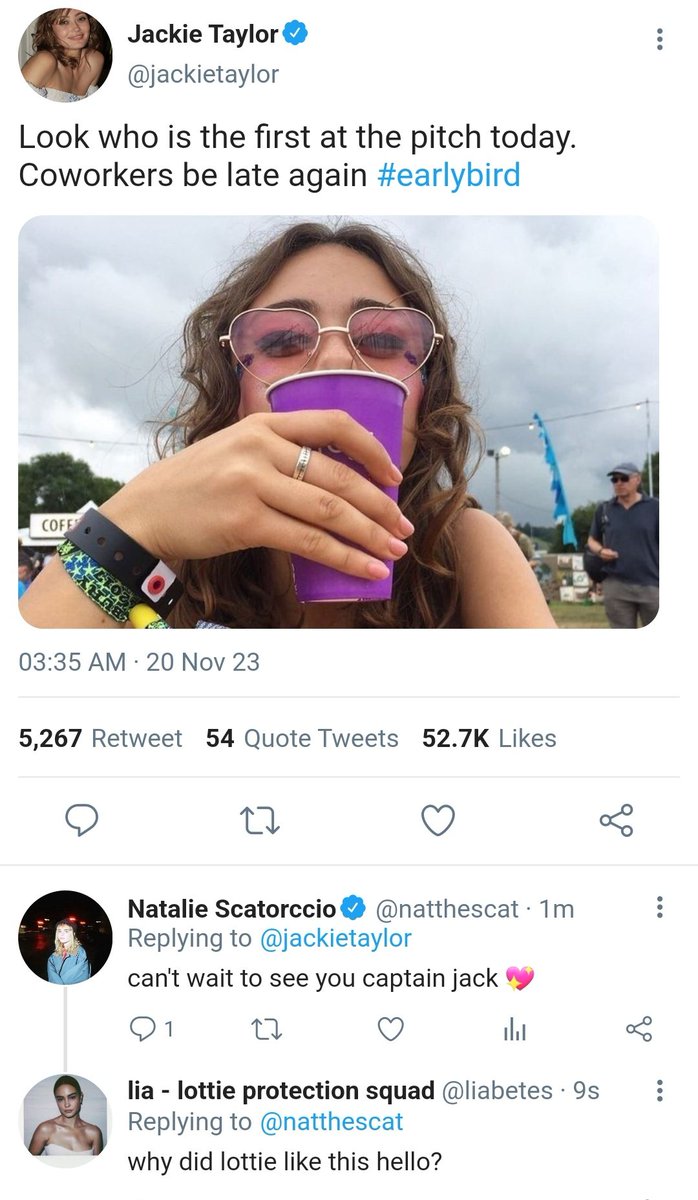 Jackie Taylor
@jackietaylor
Look who is the first at the pitch today.
Coworkers be late again #earlybird
COFF
03:35 AM · 20 Nov 23
5,267 Retweet 54 Quote Tweets 52.7K Likes
Natalie Scatorccio @natthescat · 1m
Replying to @jackietaylor
can't wait to see you captain jack 💖
1
lia - lottie protection squad @liabetes · 9s
Replying to @natthescat
why did lottie like this hello?